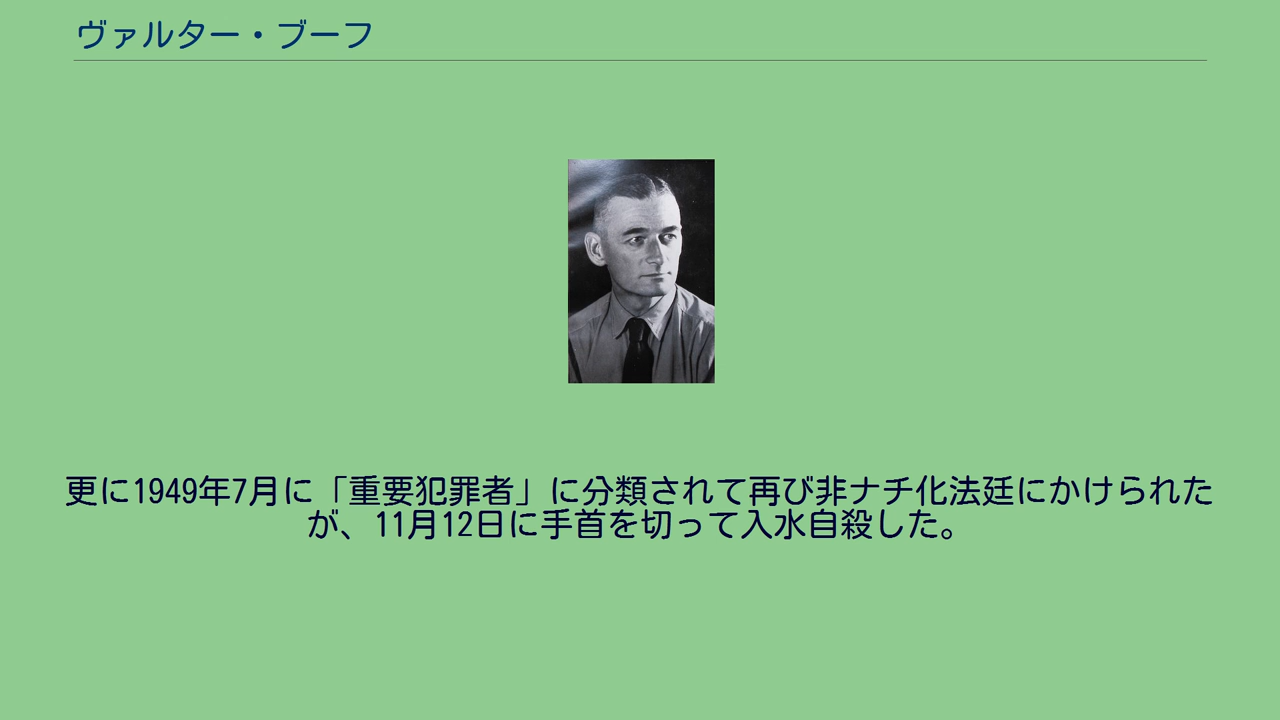 ヴァルター・ブーフ
更に1949年7月に「重要犯罪者」に分類されて再び非ナチ化法廷にかけられた
が、11月12日に手首を切って入水自殺した。